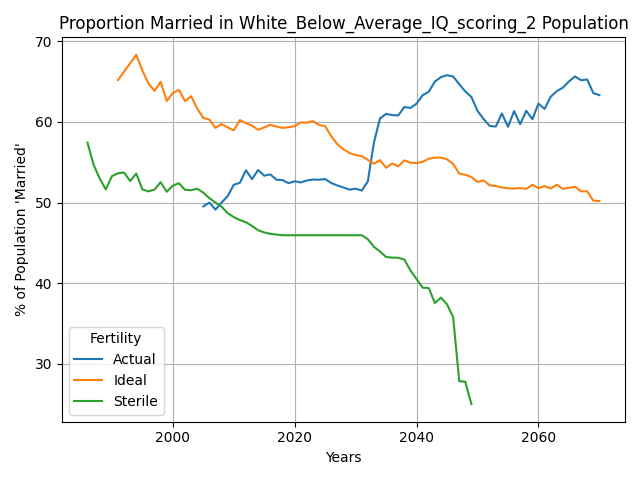 Proportion Married in White_Below_Average_IQ_scoring_2 Population
% of Population 'Married'
70
60
50
40
30
Fertility
Actual
Ideal
Sterile
2000
2020
2040
2060
Years